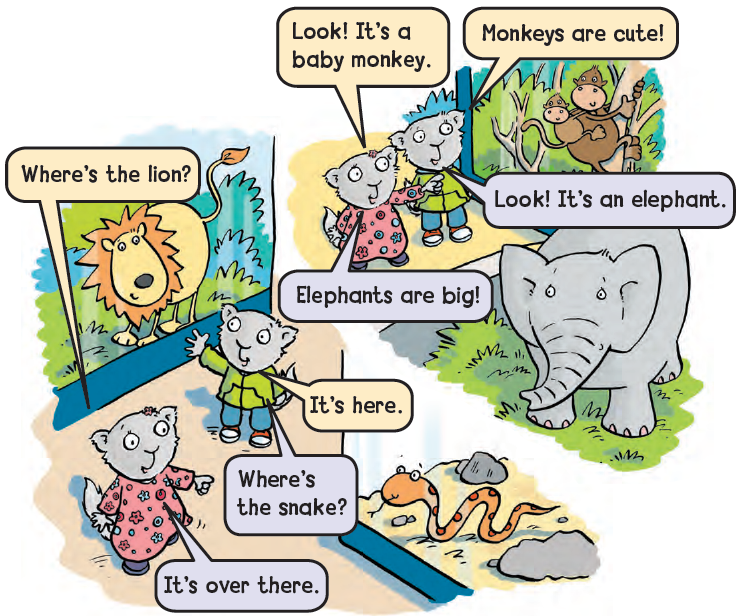 Look! It's a
baby monkey.
Monkeys are cute!
Look! It's an elephant.
Elephants are big!
Where's the lion?
It's here.
Where's
the snake?
It's over there.